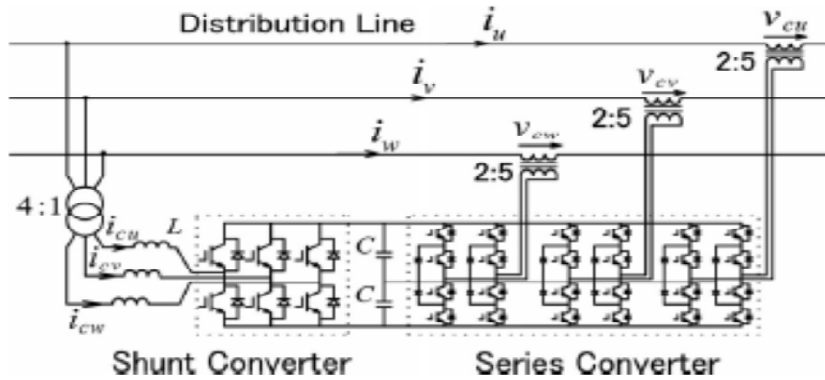 Distribution Line
i_u
v_cu
2:5
i_v
v_cv
2:5
i_w
v_cw
2:5
4:1
i_cu
L
i_cv
i_cw
C
C
Shunt Converter
Series Converter